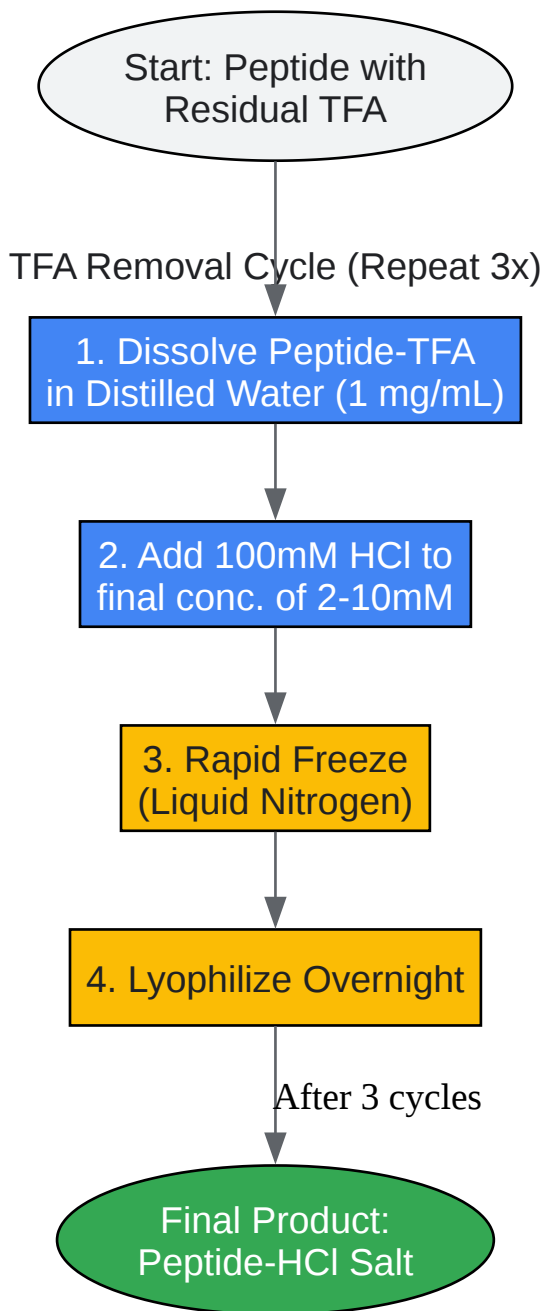 Start: Peptide with
Residual TFA
TFA Removal Cycle (Repeat 3x)
1. Dissolve Peptide-TFA
in Distilled Water (1 mg/mL)
2. Add 100mM HCl to
final conc. of 2-10mM
3. Rapid Freeze
(Liquid Nitrogen)
4. Lyophilize Overnight
After 3 cycles
Final Product:
Peptide-HCl Salt